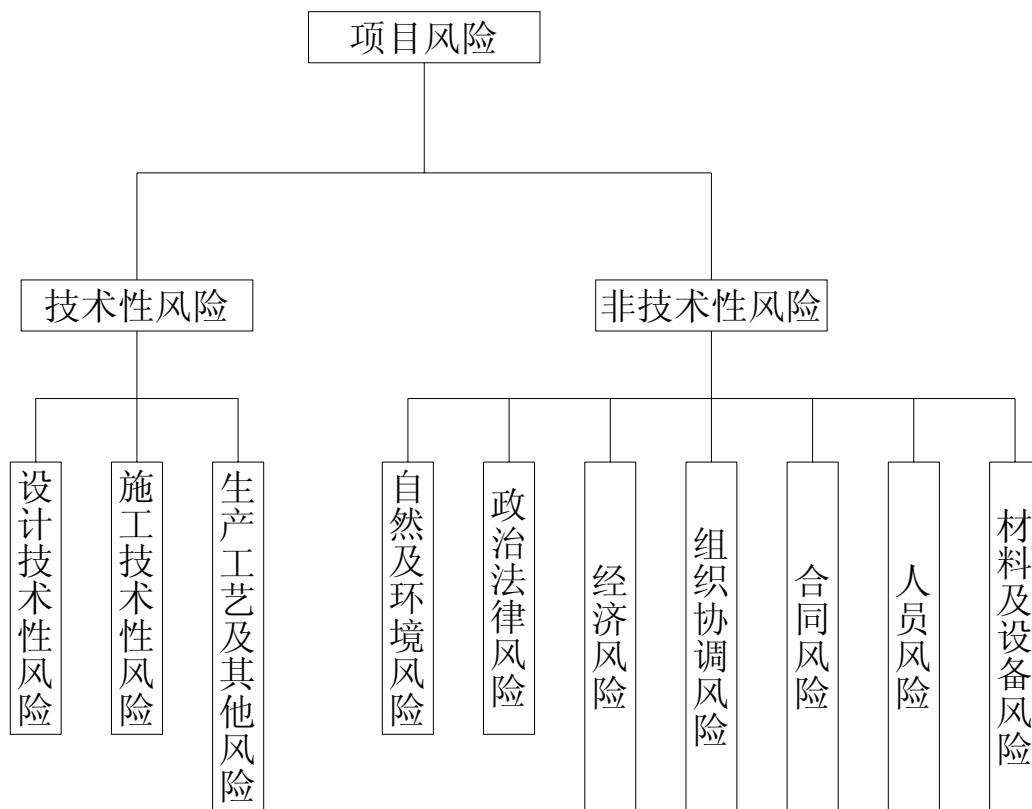 项目风险
技术性风险
非技术性风险
设计技术性风险
施工技术性风险
生产工艺及其他风险
自然及环境风险
政治法律风险
经济风险
组织协调风险
合同风险
人员风险
材料及设备风险